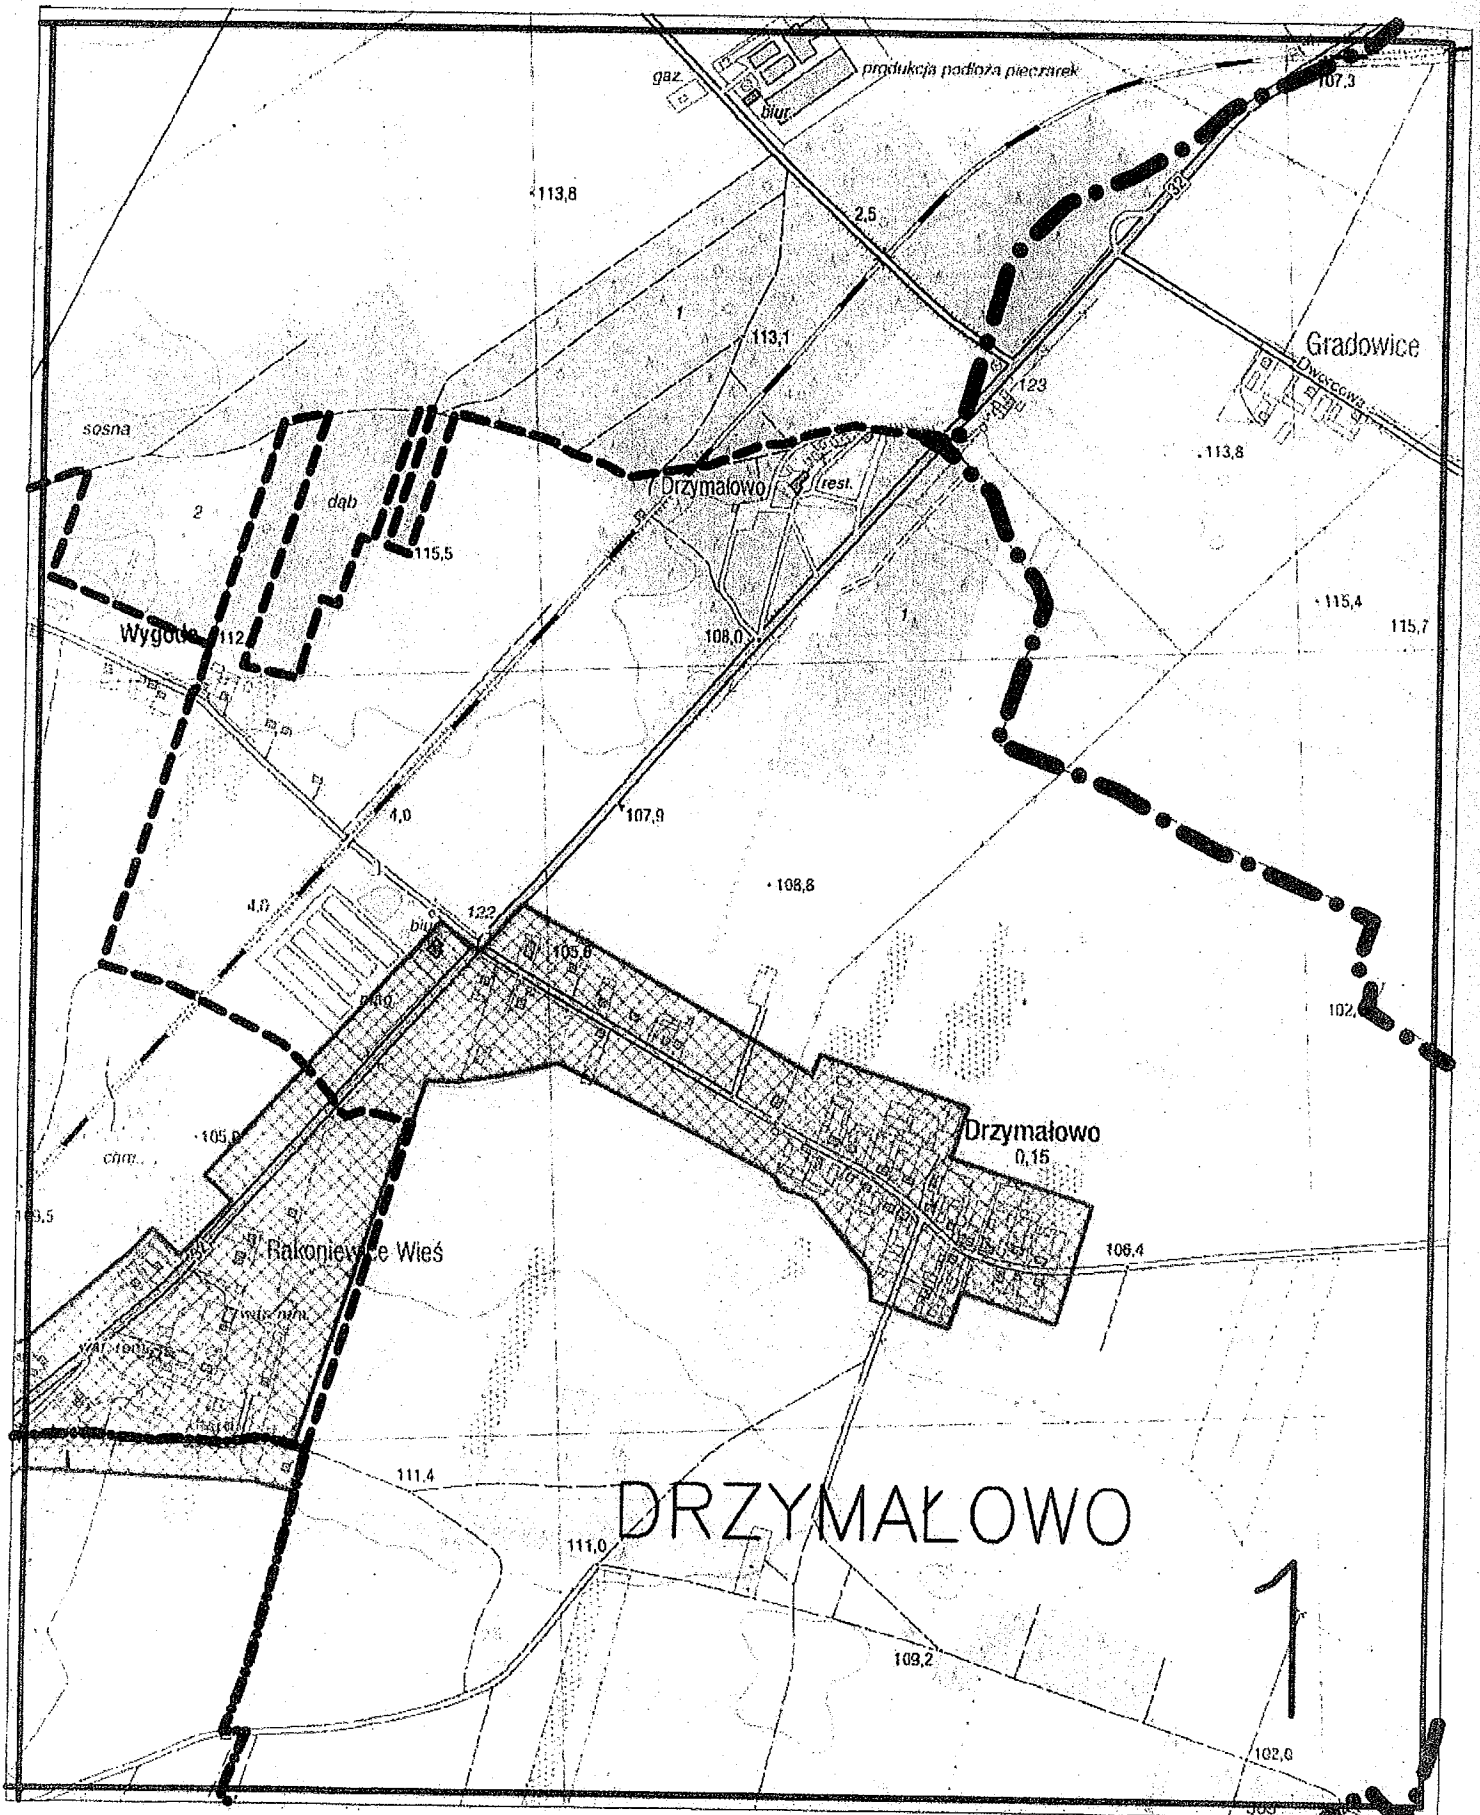 gaz
produkcja podłoża pieczarek
biur.
107,3
113,8
32
2,5
1
113,1
Gradowice
Dworcowa
123
sosna
113,8
2
dąb
Drzymałowo
rest.
115,5
1
115,4
115,7
Wygoda
112
108,0
4,0
107,9
108,8
4,0
122
biur.
105,8
102,
Drzymałowo
0,15
105,0
chm.
Rakoniewice Wieś
106,4
111,4
DRZYMAŁOWO
111,0
1
109,2